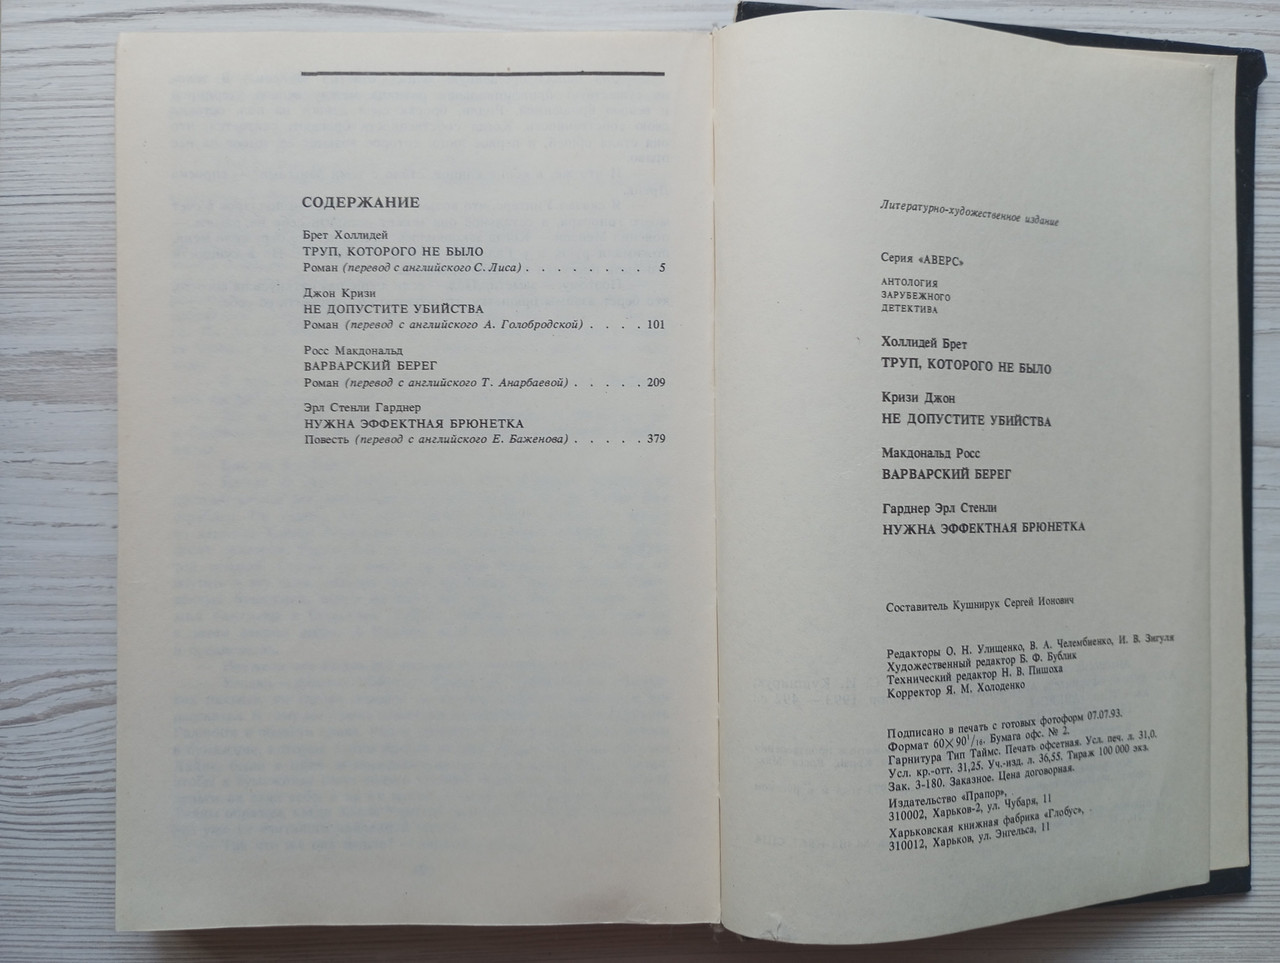 СОДЕРЖАНИЕ
Брет Холлидей
ТРУП, КОТОРОГО НЕ БЫЛО
Роман (перевод с английского С. Лиса) . . . . . . . . 5
Джон Кризи
НЕ ДОПУСТИТЕ УБИЙСТВА
Роман (перевод с английского А. Голобродской) . . . . 101
Росс Макдональд
ВАРВАРСКИЙ БЕРЕГ
Роман (перевод с английского Т. Анарбаевой) . . . . . 209
Эрл Стенли Гарднер
НУЖНА ЭФФЕКТНАЯ БРЮНЕТКА
Повесть (перевод с английского Е. Баженова) . . . . . 379
Литературно-художественное издание
Серия «АВЕРС»
АНТОЛОГИЯ
ЗАРУБЕЖНОГО
ДЕТЕКТИВА
Холлидей Брет
ТРУП, КОТОРОГО НЕ БЫЛО
Кризи Джон
НЕ ДОПУСТИТЕ УБИЙСТВА
Макдональд Росс
ВАРВАРСКИЙ БЕРЕГ
Гарднер Эрл Стенли
НУЖНА ЭФФЕКТНАЯ БРЮНЕТКА
Составитель Кушнирук Сергей Ионович
Редакторы О. Н. Улищенко, В. А. Челембиенко, И. В. Зигуля
Художественный редактор Б. Ф. Бублик
Технический редактор Н. В. Пишоха
Корректор Я. М. Холоденко
Подписано в печать с готовых фотоформ 07.07.93.
Формат 60×90¹/₁₆. Бумага офс. № 2.
Гарнитура Тип Таймс. Печать офсетная. Усл. печ. л. 31,0.
Усл. кр.-отт. 31,25. Уч.-изд. л. 36,55. Тираж 100 000 экз.
Зак. 3-180. Заказное. Цена договорная.
Издательство «Прапор»,
310002, Харьков-2, ул. Чубаря, 11
Харьковская книжная фабрика «Глобус»,
310012, Харьков, ул. Энгельса, 11